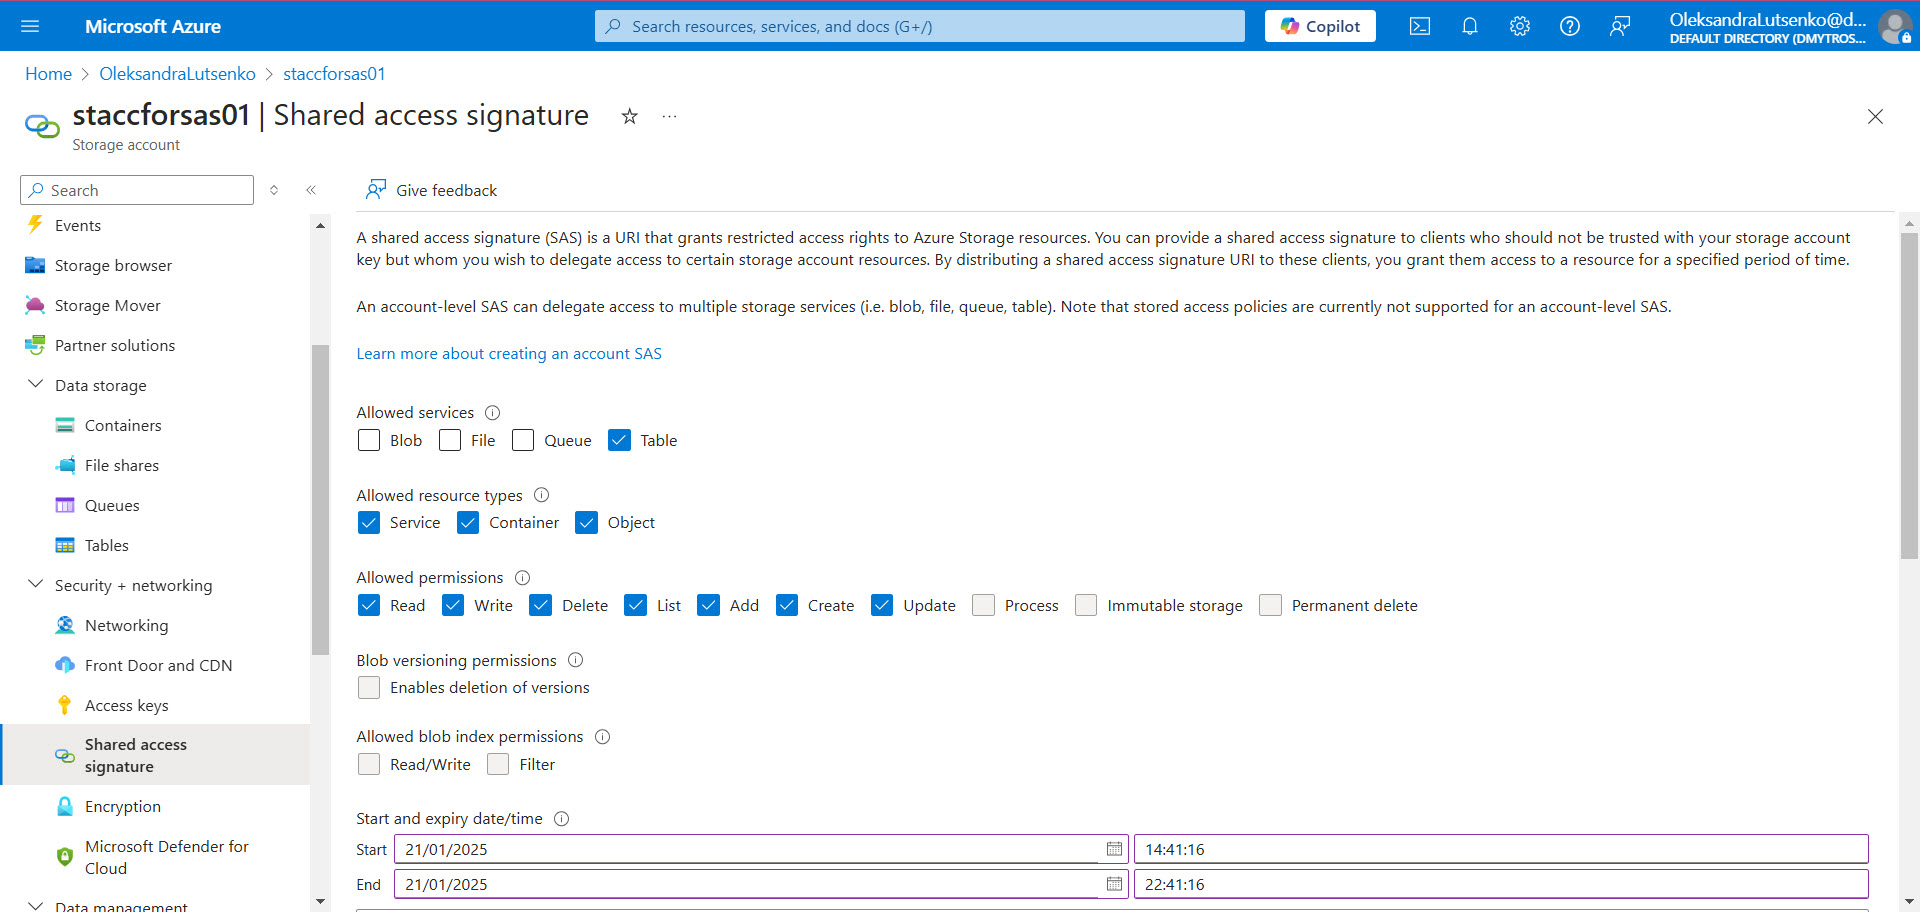 Microsoft Azure
Search resources, services, and docs (G+/)
Copilot
OleksandraLutsenko@d...
DEFAULT DIRECTORY (DMYTROS...
Home > OleksandraLutsenko > staccforsas01
staccforsas01 | Shared access signature
Storage account
Search
Events
Storage browser
Storage Mover
Partner solutions
Data storage
Containers
File shares
Queues
Tables
Security + networking
Networking
Front Door and CDN
Access keys
Shared access
signature
Encryption
Microsoft Defender for
Cloud
Data management
Give feedback
A shared access signature (SAS) is a URI that grants restricted access rights to Azure Storage resources. You can provide a shared access signature to clients who should not be trusted with your storage account
key but whom you wish to delegate access to certain storage account resources. By distributing a shared access signature URI to these clients, you grant them access to a resource for a specified period of time.
An account-level SAS can delegate access to multiple storage services (i.e. blob, file, queue, table). Note that stored access policies are currently not supported for an account-level SAS.
Learn more about creating an account SAS
Allowed services
Blob File Queue Table
Allowed resource types
Service Container Object
Allowed permissions
Read Write Delete List Add Create Update Process Immutable storage Permanent delete
Blob versioning permissions
Enables deletion of versions
Allowed blob index permissions
Read/Write Filter
Start and expiry date/time
Start 21/01/2025 14:41:16
End 21/01/2025 22:41:16